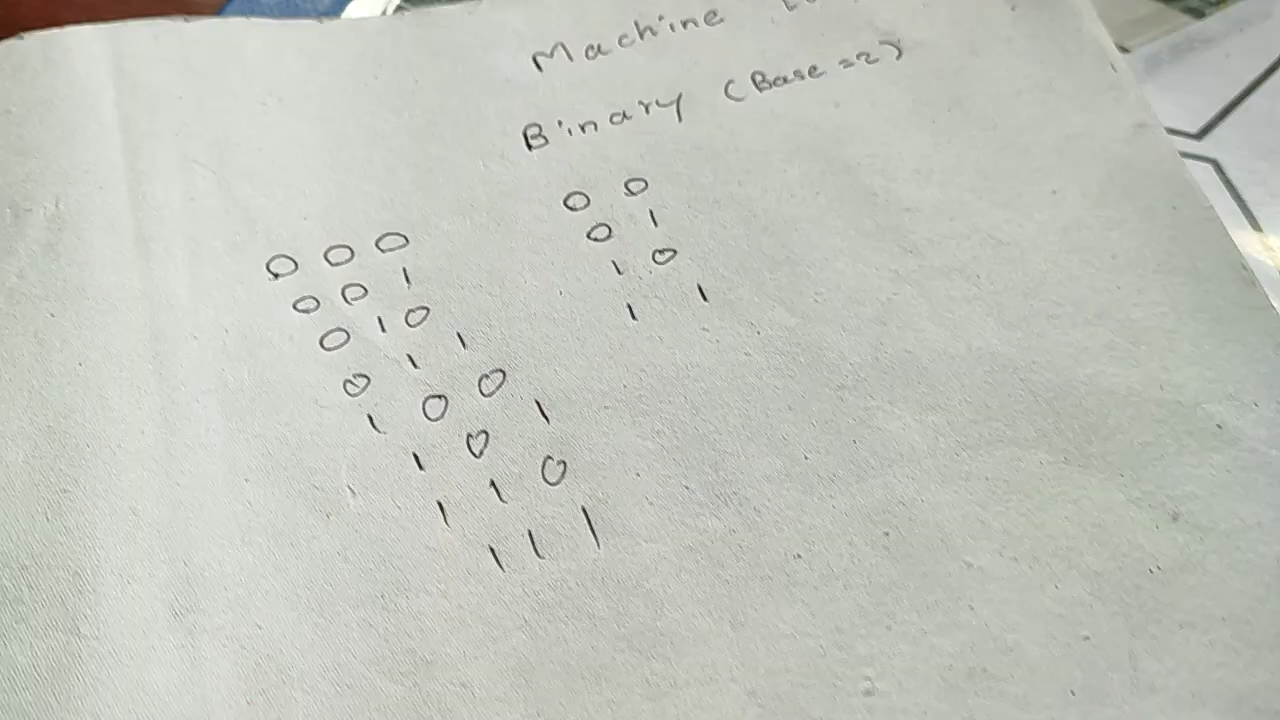 Machine
Binary (Base = 2)
0 0
0 1
1 0
1 1
0 0 0
0 0 1
0 1 0
0 1 1
1 0 0
1 0 1
1 1 0
1 1 1